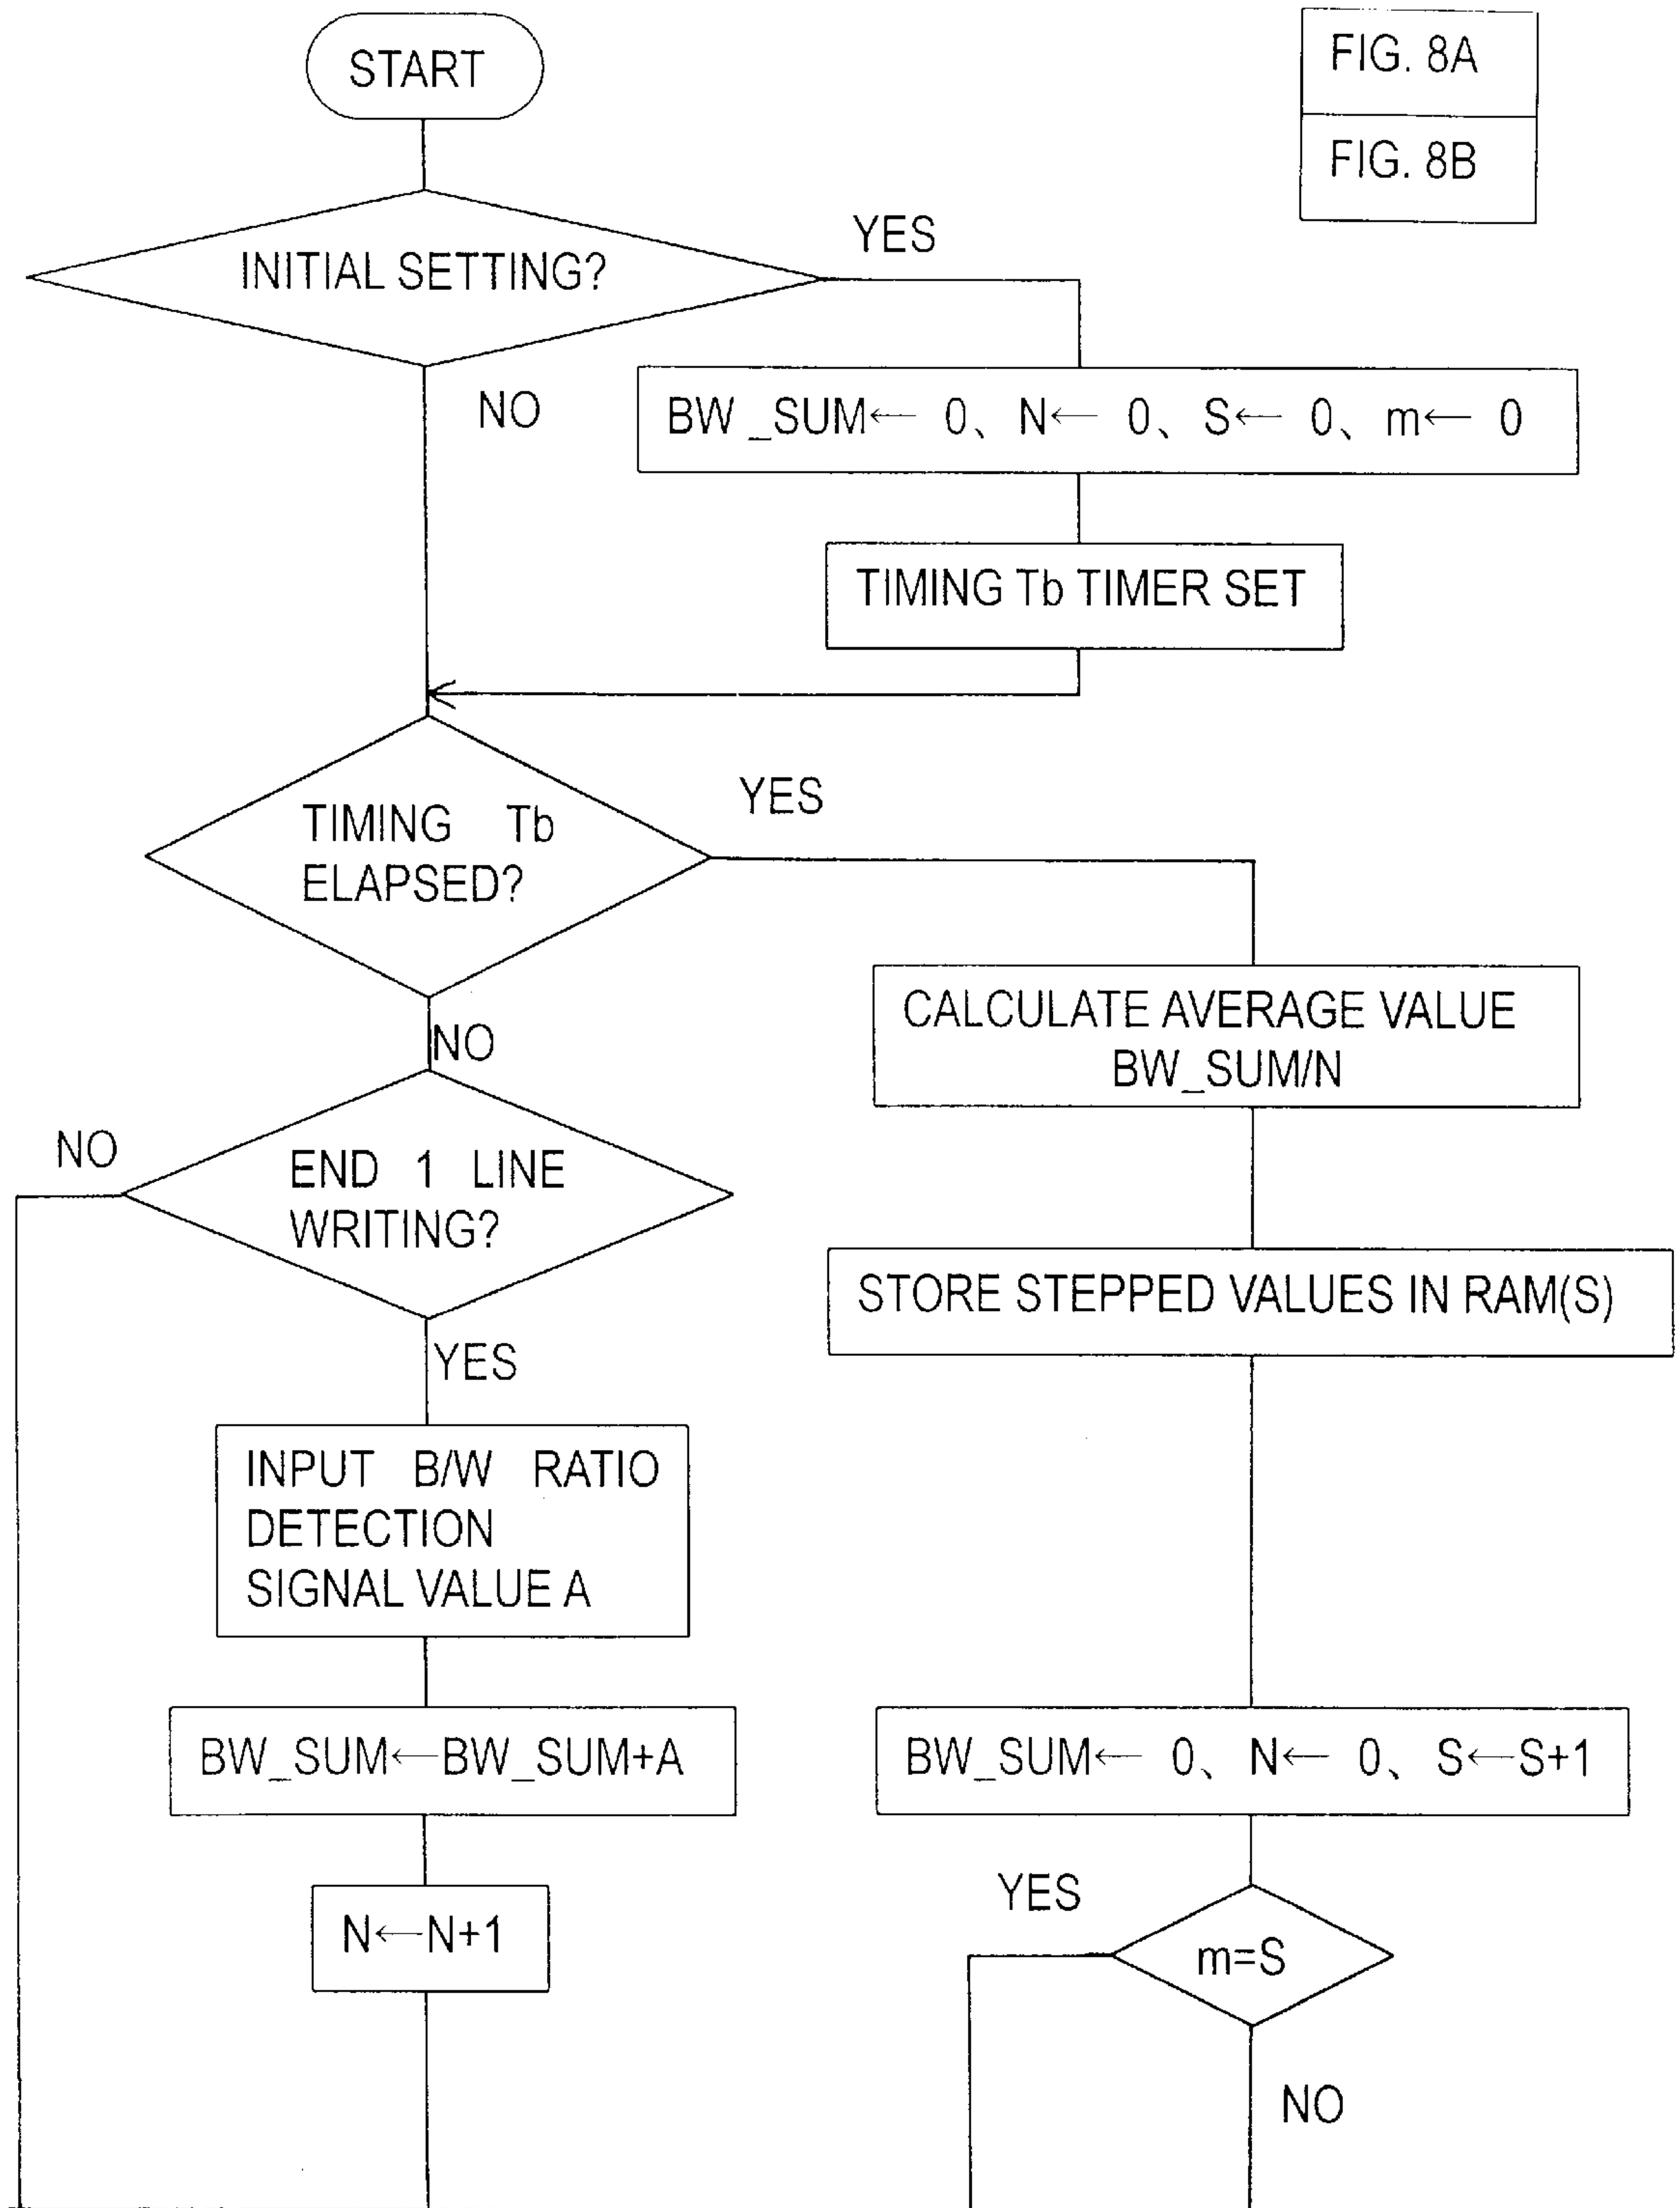 START
FIG. 8A
FIG. 8B
INITIAL SETTING?
YES
NO
BW _SUM← 0、 N← 0、 S← 0、 m← 0
TIMING Tb TIMER SET
TIMING Tb
ELAPSED?
YES
NO
CALCULATE AVERAGE VALUE
BW_SUM/N
NO
END 1 LINE
WRITING?
YES
STORE STEPPED VALUES IN RAM(S)
INPUT B/W RATIO
DETECTION
SIGNAL VALUE A
BW_SUM←BW_SUM+A
BW_SUM← 0、 N← 0、 S←S+1
N←N+1
YES
m=S
NO